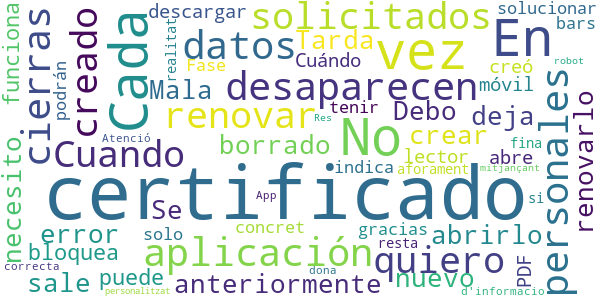 descargar
solicitados
solucionar
bars
funciona
cierras
creado
Cada
datos
realitat
Tarda
Fase
Cuándo
vez
En
creó
robot
podrán
Mala
desaparecen
móvil
personales
tenir
renovar
Res
Debo
deja
renovarlo
Atenció
No
crear
fina
necesito
Cuando
borrado
lector
abre
mitjançant
indica
aforament
certificado
si
App
Se
concret
error
solo
gracias
abrirlo
bloquea
aplicación
resta
quiero
PDF
correcta
sale
puede
anteriormente
dona
nuevo
personalitzat
d'informacio